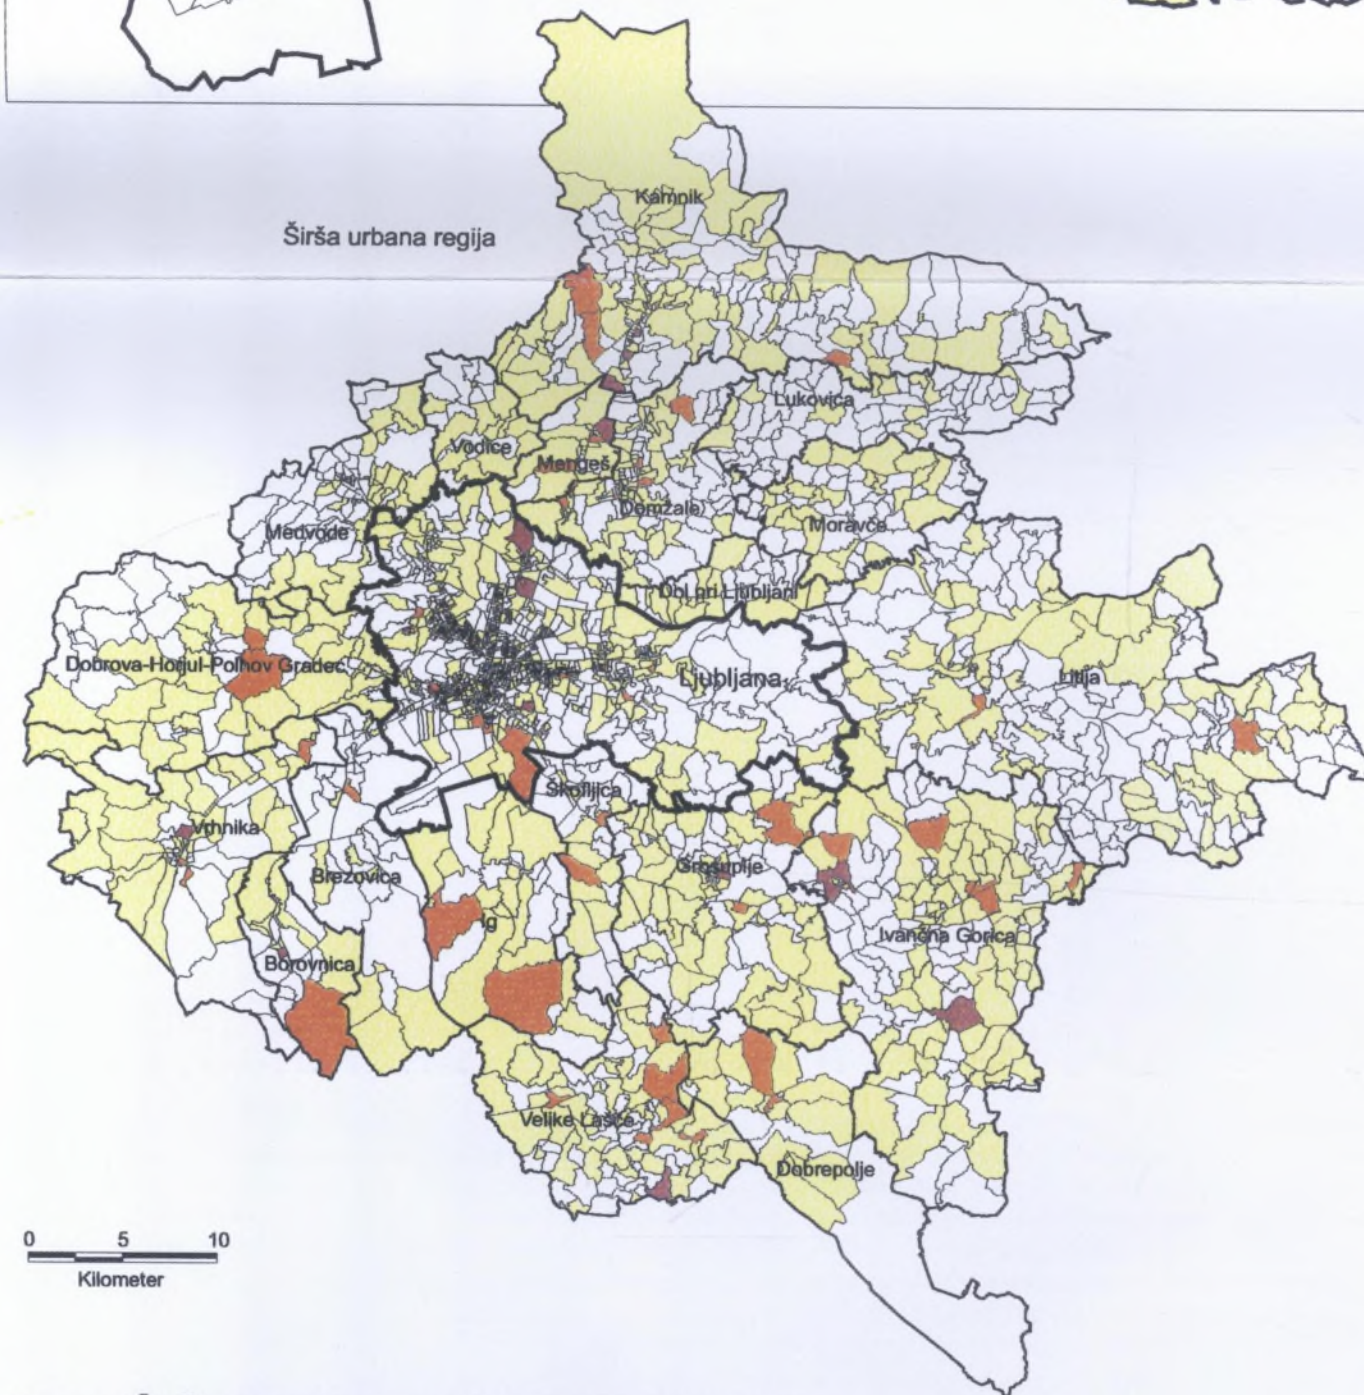 Kamnik
Širša urbana regija
Lukovica
Vodice
Mengeš
Domžale
Moravče
Medvode
Dol pri Ljubljani
Dobrova-Horjul-Polhov Gradec
Ljubljana
Litija
Škofljica
Vrhnika
Brezovica
Grosuplje
Ig
Ivančna Gorica
Borovnica
Velike Lašče
Dobrepolje
0 5 10
Kilometer